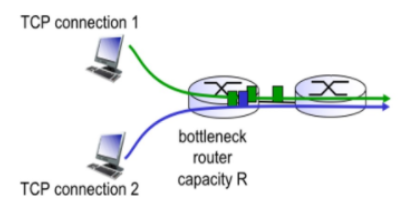 TCP connection 1
bottleneck
router
capacity R
TCP connection 2